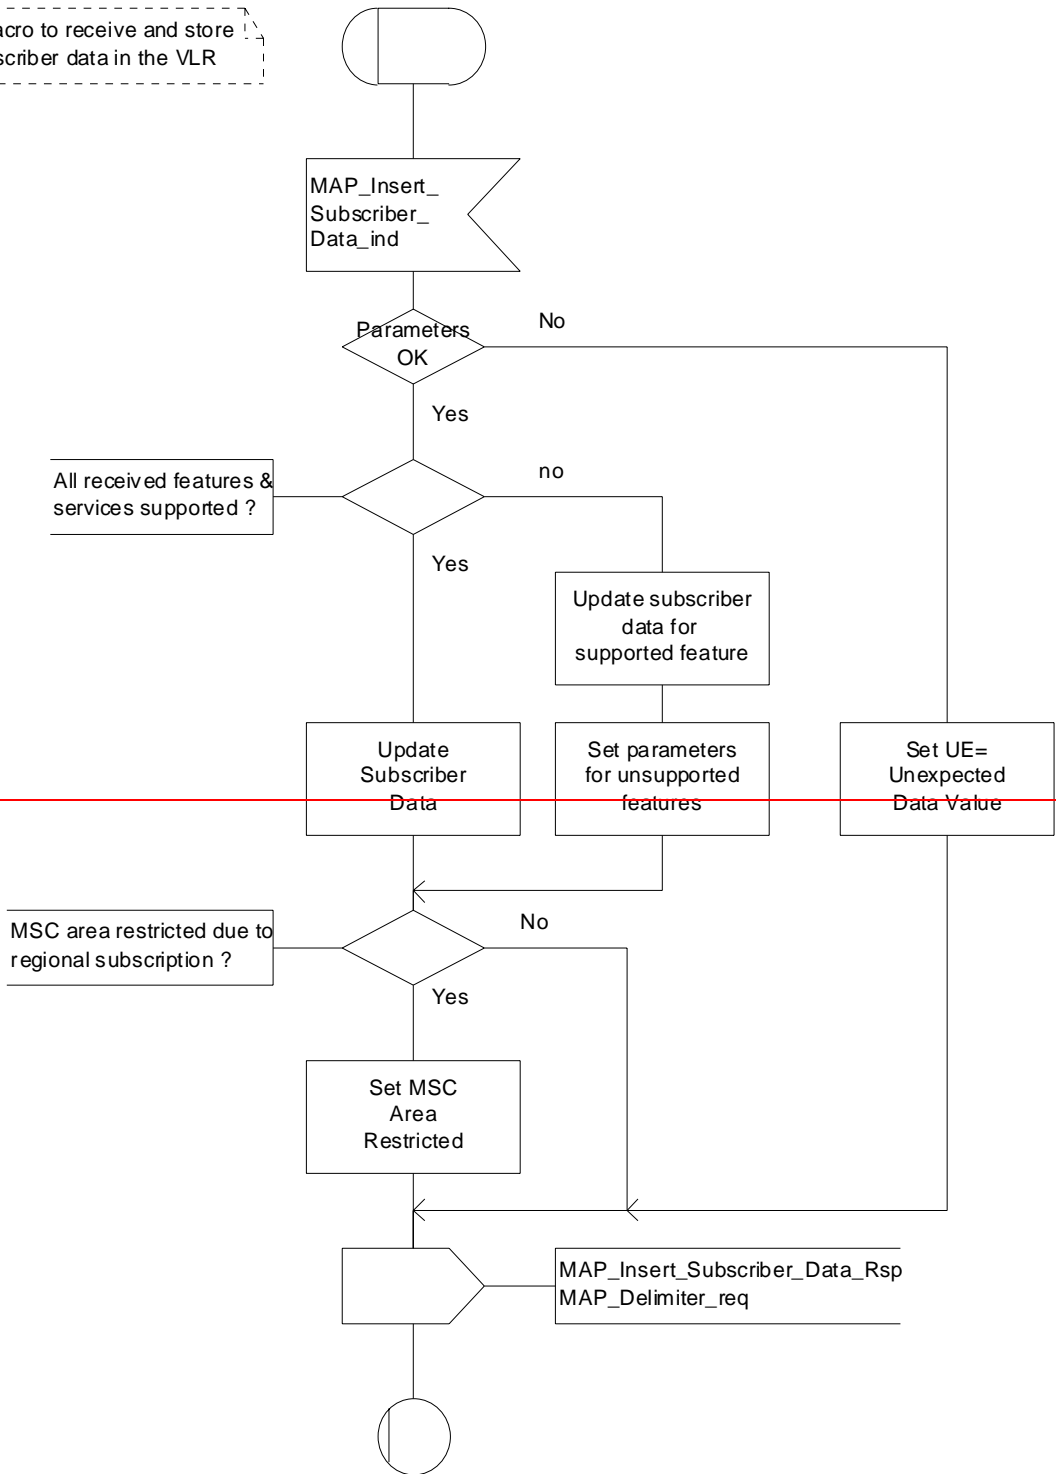 to receive and store
data in the VLR
MAP_Insert_
Subscriber_
Data_ind
Parameters
OK
No
Yes
All received features &
services supported ?
no
Yes
Update subscriber
data for
supported feature
Update
Subscriber
Data
Set parameters
for unsupported
features
Set UE=
Unexpected
Data Value
MSC area restricted due to
regional subscription ?
No
Yes
Set MSC
Area
Restricted
MAP_Insert_Subscriber_Data_Rsp
MAP_Delimiter_req